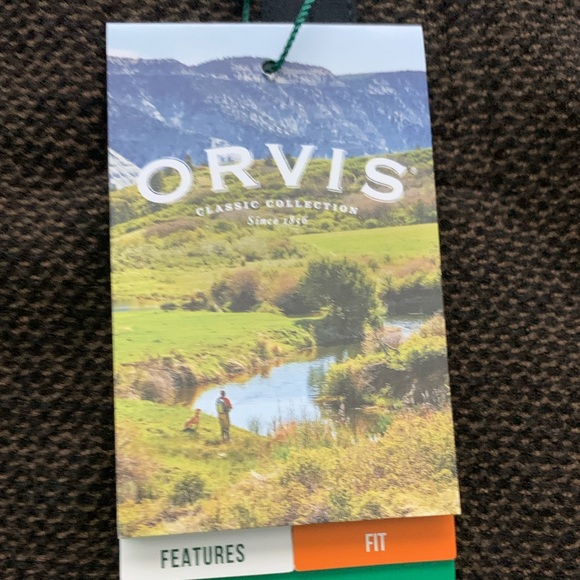 ORVIS®
CLASSIC COLLECTION
Since 1856
FEATURES
FIT